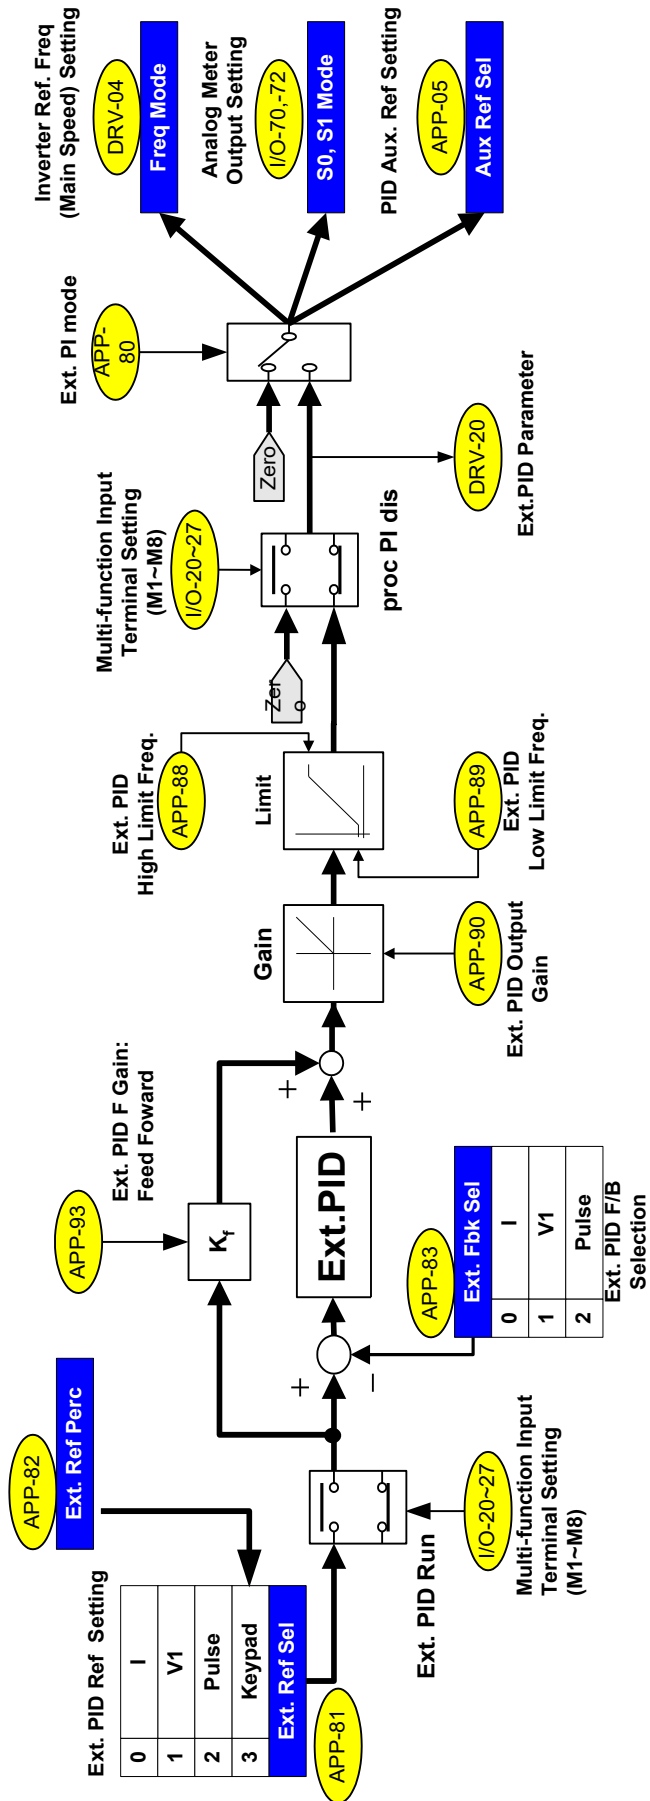 Ext. PID Ref  Setting
0 I
1 V1
2 Pulse
3 Keypad
Ext. Ref Sel
APP-81
APP-82
Ext. Ref Perc
Ext. PID Run
I/O-20~27
Multi-function Input
Terminal Setting
(M1~M8)
+
−
APP-83
Ext. Fbk Sel
0 I
1 V1
2 Pulse
Ext. PID F/B
Selection
APP-93
Ext. PID F Gain:
Feed Foward
Kf
Ext.PID
+
+
Gain
APP-90
Ext. PID Output
Gain
Ext. PID
High Limit Freq.
APP-88
Limit
APP-89
Ext. PID
Low Limit Freq.
Zer
o
Multi-function Input
Terminal Setting
(M1~M8)
I/O-20~27
proc PI dis
Zero
DRV-20
Ext.PID Parameter
Ext. PI mode
APP-
80
Inverter Ref. Freq
(Main Speed) Setting
DRV-04
Freq Mode
Analog Meter
Output Setting
I/O-70,-72
S0, S1 Mode
PID Aux. Ref Setting
APP-05
Aux Ref Sel